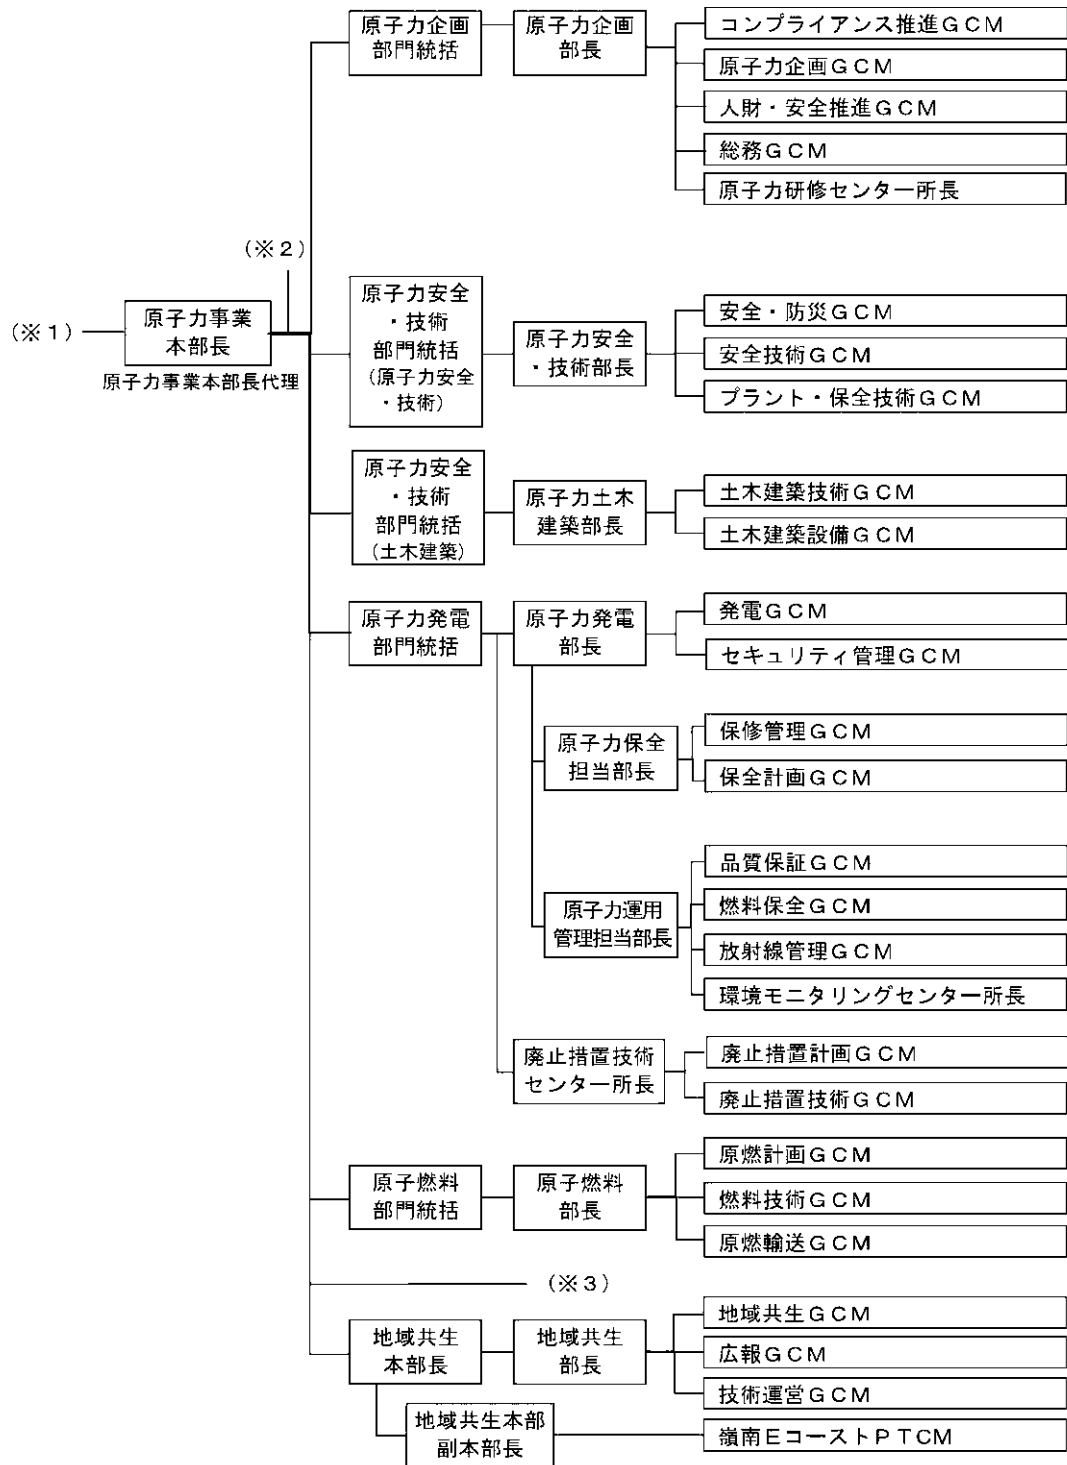 原子力企画
部門統括
原子力企画
部長
コンプライアンス推進ＧＣＭ
原子力企画ＧＣＭ
人財・安全推進ＧＣＭ
総務ＧＣＭ
原子力研修センター所長
（※２）
（※１）
原子力事業
本部長
原子力事業本部長代理
原子力安全
・技術
部門統括
（原子力安全
・技術）
原子力安全
・技術部長
安全・防災ＧＣＭ
安全技術ＧＣＭ
プラント・保全技術ＧＣＭ
原子力安全
・技術
部門統括
（土木建築）
原子力土木
建築部長
土木建築技術ＧＣＭ
土木建築設備ＧＣＭ
原子力発電
部門統括
原子力発電
部長
発電ＧＣＭ
セキュリティ管理ＧＣＭ
原子力保全
担当部長
保修管理ＧＣＭ
保全計画ＧＣＭ
原子力運用
管理担当部長
品質保証ＧＣＭ
燃料保全ＧＣＭ
放射線管理ＧＣＭ
環境モニタリングセンター所長
廃止措置技術
センター所長
廃止措置計画ＧＣＭ
廃止措置技術ＧＣＭ
原子燃料
部門統括
原子燃料
部長
原燃計画ＧＣＭ
燃料技術ＧＣＭ
原燃輸送ＧＣＭ
（※３）
地域共生
本部長
地域共生
部長
地域共生ＧＣＭ
広報ＧＣＭ
技術運営ＧＣＭ
地域共生本部
副本部長
嶺南ＥコーストＰＴＣＭ